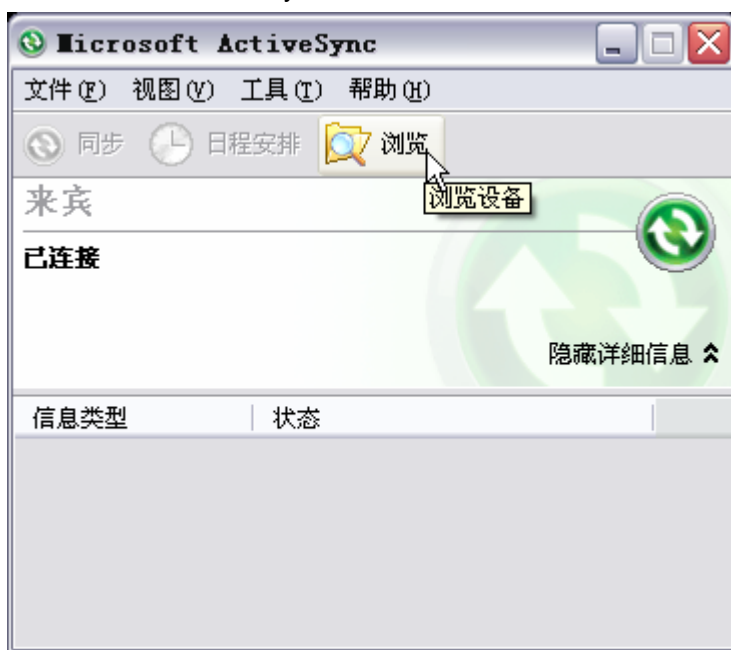 Microsoft ActiveSync
文件(F) 视图(V) 工具(T) 帮助(H)
同步 日程安排 浏览
浏览设备
来宾
已连接
隐藏详细信息
信息类型 状态